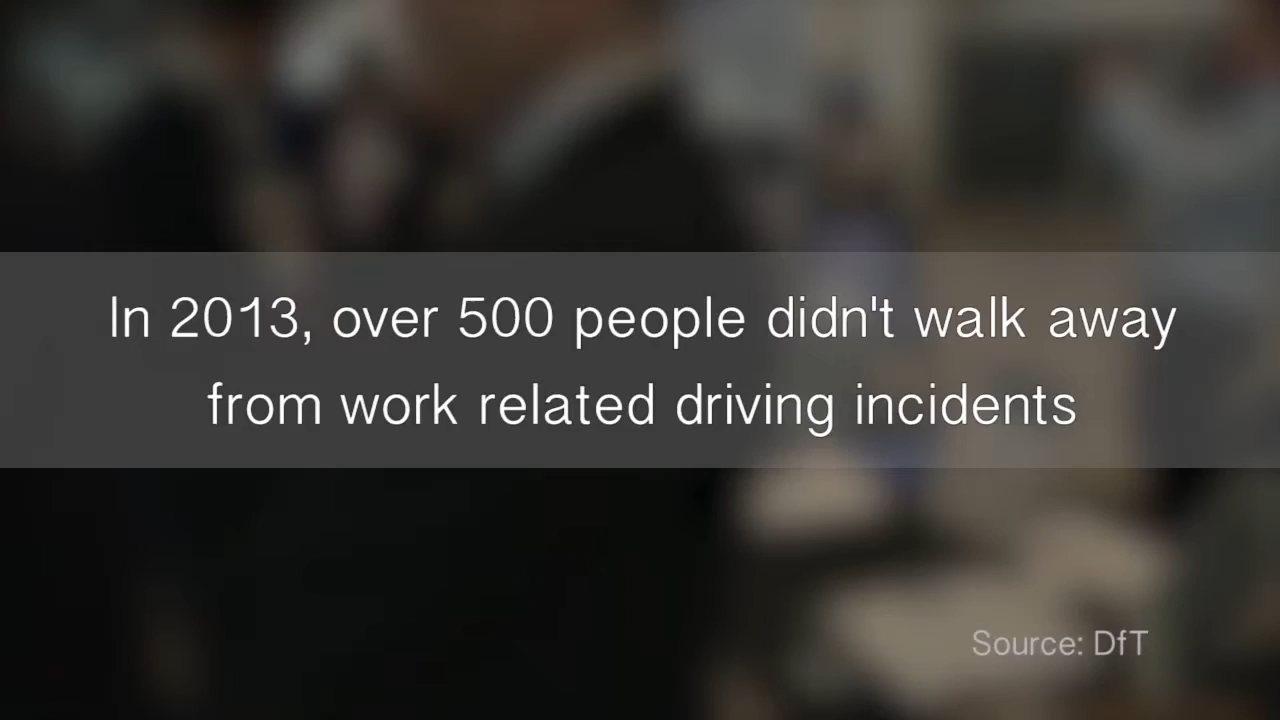 In 2013, over 500 people didn't walk away
from work related driving incidents
Source: DfT